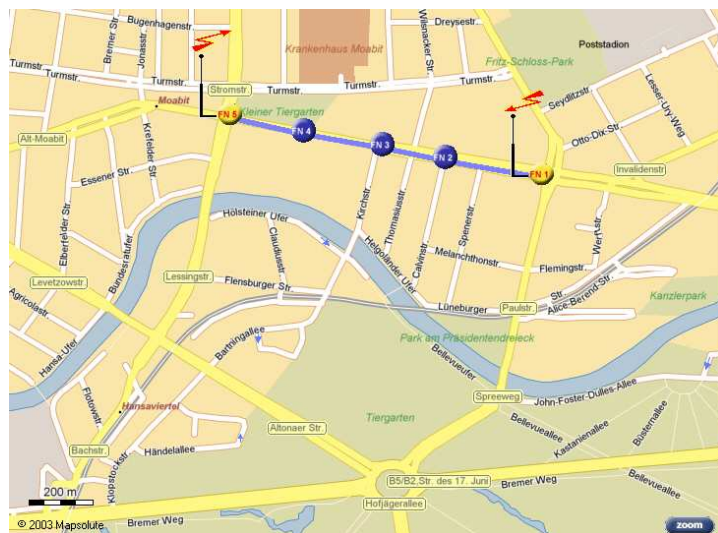 Bugenhagenstr.
Bremer Str.
Jonasstr.
Wilsnacker Str.
Dreysestr.
Krankenhaus Moabit
Fritz-Schloss-Park
Poststadion
Turmstr.
Turmstr.
Turmstr.
Turmstr.
Turmstr.
Stromstr.
Seydlitzstr.
Lesser-Ury-Weg
Moabit
Kleiner Tiergarten
FN 5
FN 4
FN 3
FN 2
FN 1
Alt-Moabit
Krefelder Str.
Otto-Dix-Str.
Invalidenstr
Essener Str.
Elberfelder Str.
Bundesratufer
Holsteiner Ufer
Claudiusstr.
Kirchstr.
Thomasiusstr.
Calvinstr.
Spenerstr.
Werftstr.
Helgoländer Ufer
Melanchthonstr.
Flemingstr.
Levetzowstr.
Lessingstr.
Flensburger Str.
Lüneburger
Str.
Paulstr.
Alice-Berend-Str.
Kanzlerpark
Agricolastr.
Hansa-Ufer
Bartningallee
Park am Präsidentendreieck
Bellevueufer
Flotowstr.
Hansaviertel
Tiergarten
Spreeweg
John-Foster-Dulles-Allee
Altonaer Str.
Bellevueallee
Kastanienallee
Büsternallee
Bachstr.
Händelallee
Klopstockstr.
B5/B2,Str. des 17. Juni
Bellevueallee
200 m
Hofjägerallee
Bremer Weg
Bremer Weg
© 2003 Mapsolute
zoom